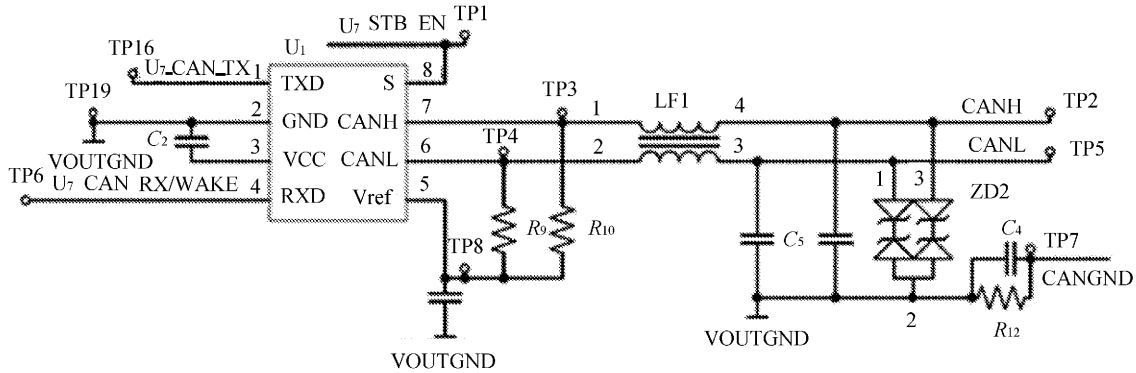 U7 STB EN TP1
TP16 U1
U7_CAN_TX 1 TXD S 8
TP19 2 GND CANH 7 TP3 1 LF1 4 CANH TP2
C2 VOUTGND 3 VCC CANL 6 TP4 2 3 CANL TP5
TP6 U7 CAN RX/WAKE 4 RXD Vref 5 1 3 ZD2
TP8 R9 R10 C5 C4 TP7
CANGND
2 R12
VOUTGND VOUTGND